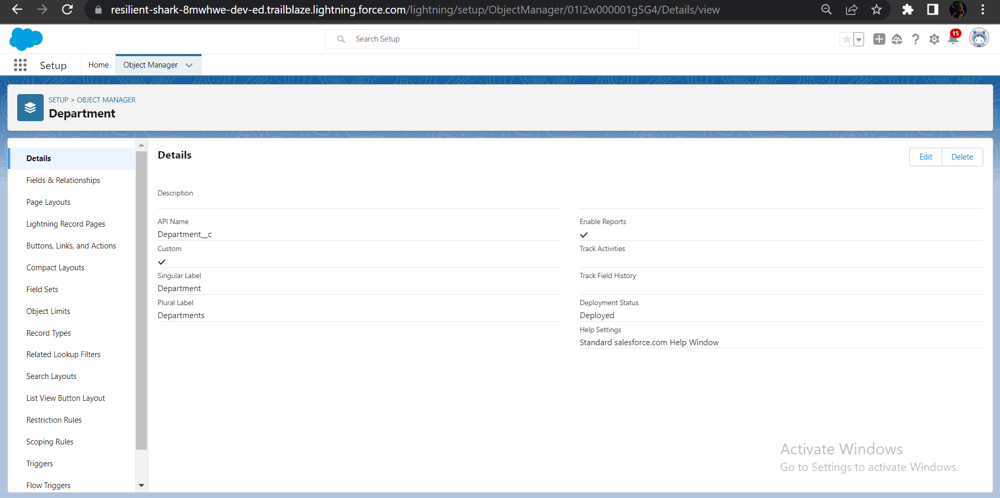 resilient-shark-8mwhwe-dev-ed.trailblaze.lightning.force.com/lightning/setup/ObjectManager/01I2w000001g5G4/Details/view
Search Setup
15
Setup
Home
Object Manager
SETUP > OBJECT MANAGER
Department
Details
Fields & Relationships
Page Layouts
Lightning Record Pages
Buttons, Links, and Actions
Compact Layouts
Field Sets
Object Limits
Record Types
Related Lookup Filters
Search Layouts
List View Button Layout
Restriction Rules
Scoping Rules
Triggers
Flow Triggers
Details
Edit
Delete
Description
API Name
Department__c
Custom
Singular Label
Department
Plural Label
Departments
Enable Reports
Track Activities
Track Field History
Deployment Status
Deployed
Help Settings
Standard salesforce.com Help Window
Activate Windows
Go to Settings to activate Windows.